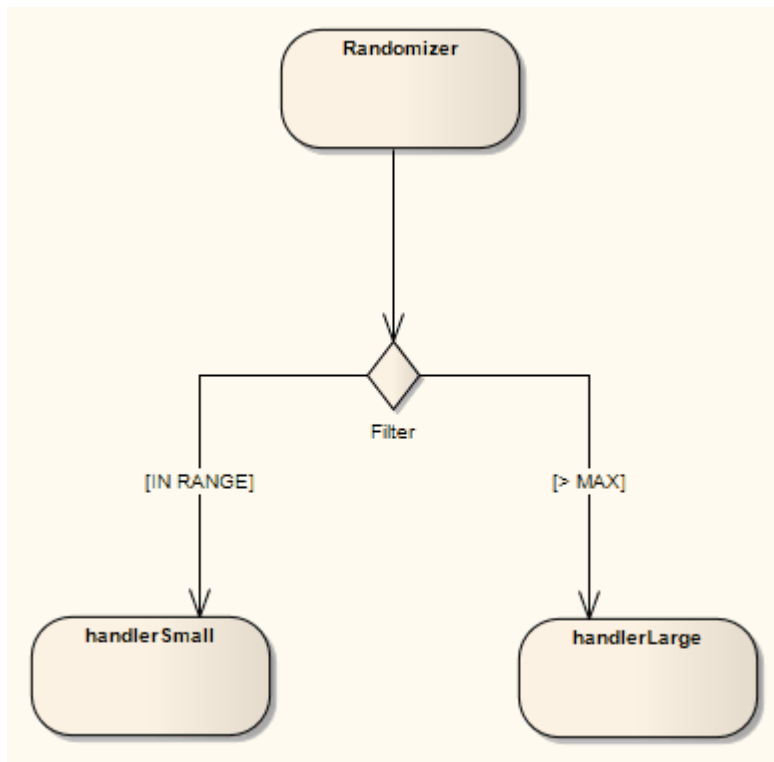 Randomizer
Filter
[IN RANGE]
[> MAX]
handlerSmall
handlerLarge